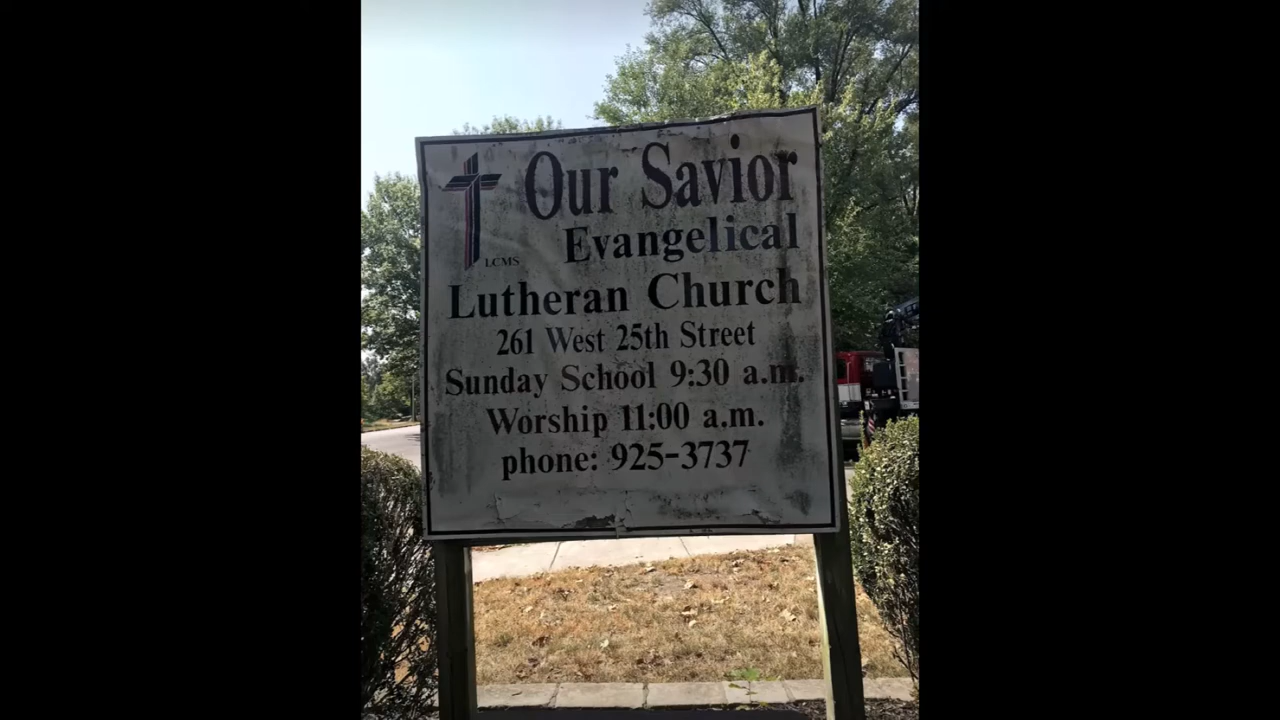 Our Savior
Evangelical
LCMS
Lutheran Church
261 West 25th Street
Sunday School 9:30 a.m.
Worship 11:00 a.m.
phone: 925-3737